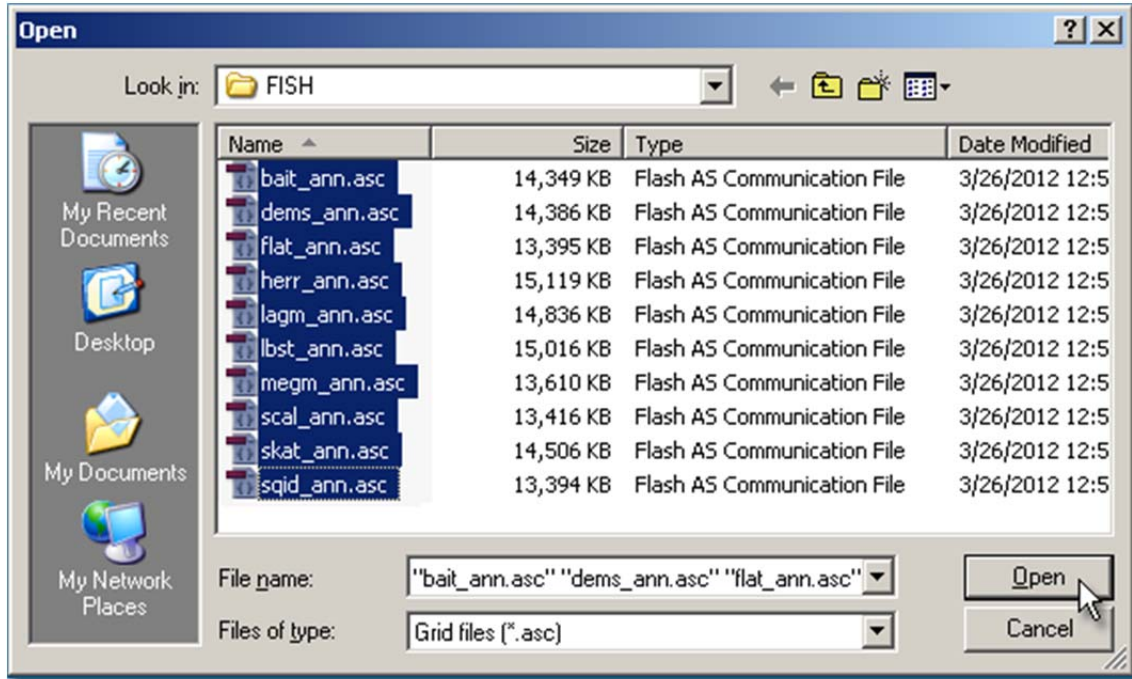 Open
Look in: FISH
Name Size Type Date Modified
bait_ann.asc 14,349 KB Flash AS Communication File 3/26/2012 12:5
dems_ann.asc 14,386 KB Flash AS Communication File 3/26/2012 12:5
flat_ann.asc 13,395 KB Flash AS Communication File 3/26/2012 12:5
herr_ann.asc 15,119 KB Flash AS Communication File 3/26/2012 12:5
lagm_ann.asc 14,836 KB Flash AS Communication File 3/26/2012 12:5
lbst_ann.asc 15,016 KB Flash AS Communication File 3/26/2012 12:5
megm_ann.asc 13,610 KB Flash AS Communication File 3/26/2012 12:5
scal_ann.asc 13,416 KB Flash AS Communication File 3/26/2012 12:5
skat_ann.asc 14,506 KB Flash AS Communication File 3/26/2012 12:5
sqid_ann.asc 13,394 KB Flash AS Communication File 3/26/2012 12:5
My Recent
Documents
Desktop
My Documents
My Network
Places
File name: "bait_ann.asc" "dems_ann.asc" "flat_ann.asc" Open
Files of type: Grid files (*.asc) Cancel